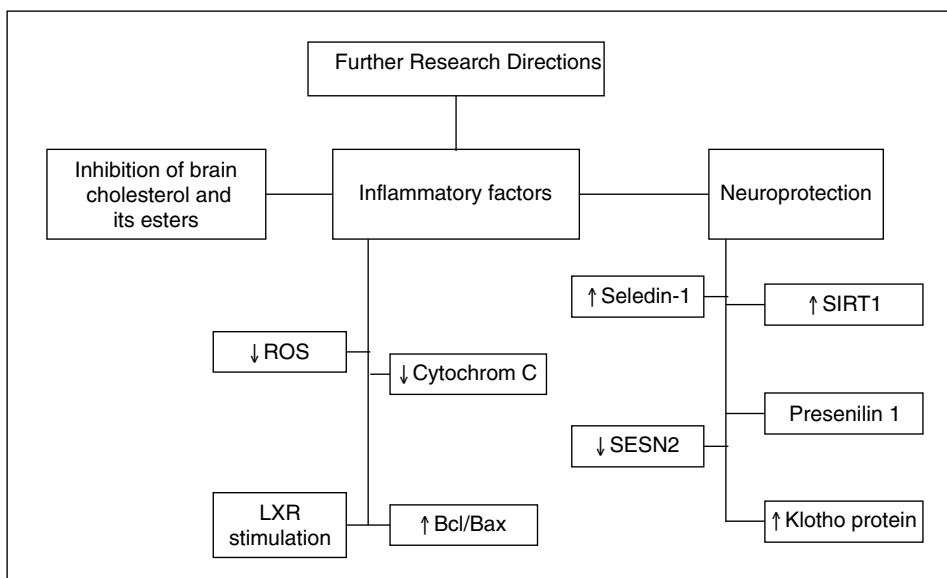 Further Research Directions
Inhibition of brain
cholesterol and
its esters
Inflammatory factors
Neuroprotection
↑ Seledin-1
↑ SIRT1
↓ ROS
↓ Cytochrom C
Presenilin 1
↓ SESN2
LXR
stimulation
↑ Bcl/Bax
↑ Klotho protein